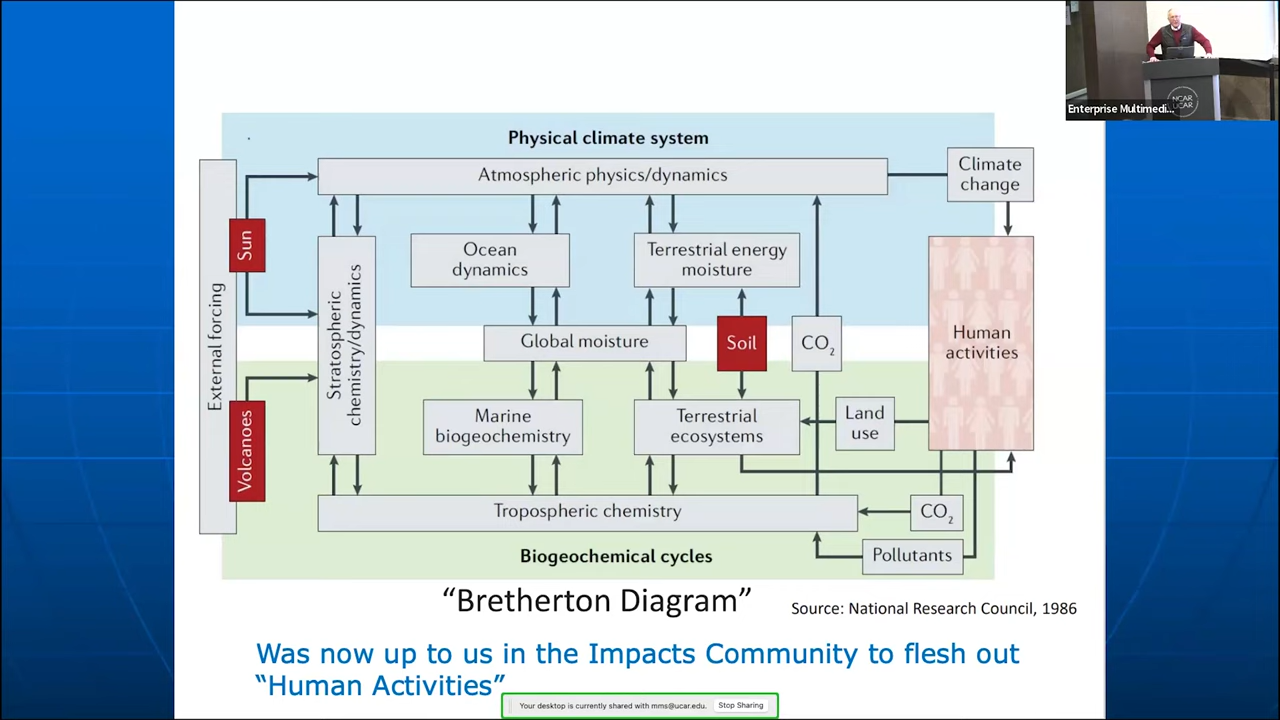 Physical climate system
Atmospheric physics/dynamics
Climate
change
External forcing
Sun
Volcanoes
Stratospheric
chemistry/dynamics
Ocean
dynamics
Terrestrial energy
moisture
Global moisture
Soil
CO₂
Human
activities
Marine
biogeochemistry
Terrestrial
ecosystems
Land
use
Tropospheric chemistry
CO₂
Biogeochemical cycles
Pollutants
“Bretherton Diagram”
Source: National Research Council, 1986
Was now up to us in the Impacts Community to flesh out
“Human Activities”
Your desktop is currently shared with mms@ucar.edu.
Stop Sharing
NCAR
UCAR
Enterprise Multimedi...